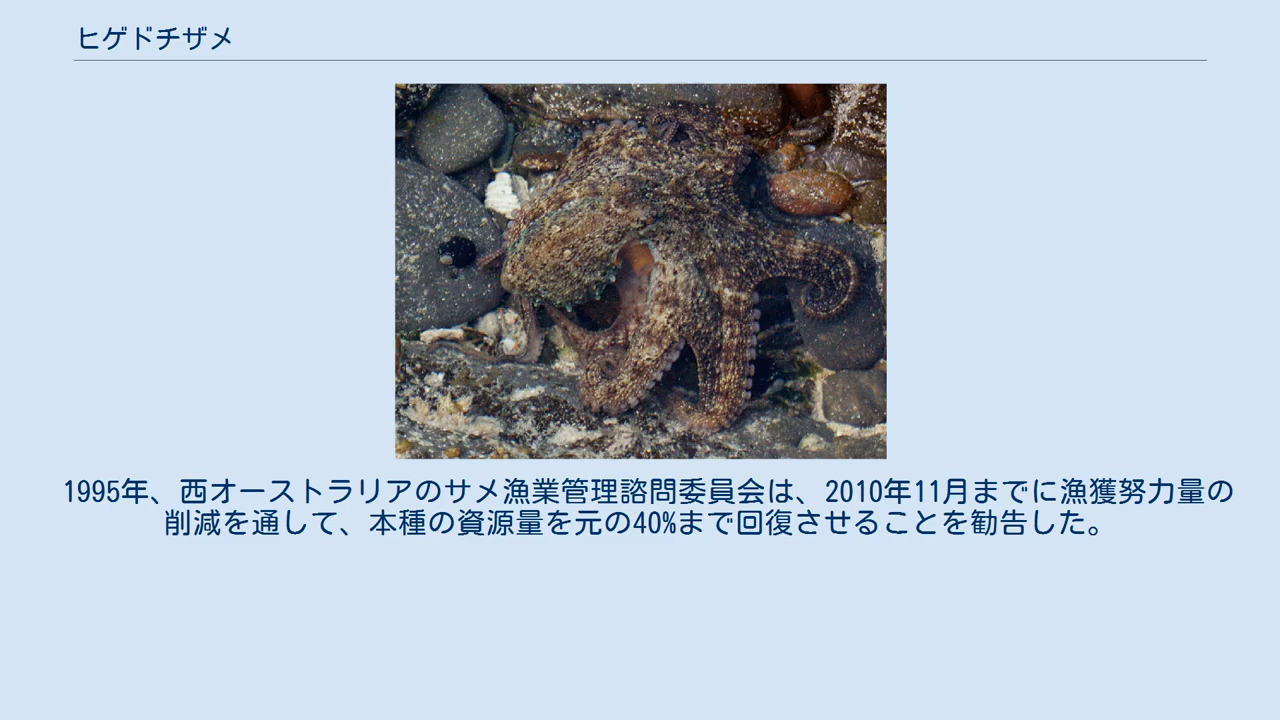 ヒゲドチザメ
1995年、西オーストラリアのサメ漁業管理諮問委員会は、2010年11月までに漁獲努力量の
削減を通して、本種の資源量を元の40%まで回復させることを勧告した。